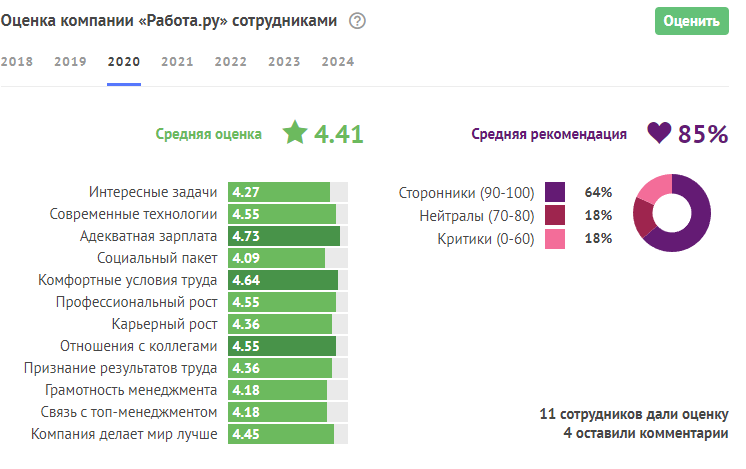 Оценка компании «Работа.ру» сотрудниками ?
Оценить
2018 2019 2020 2021 2022 2023 2024
Средняя оценка 4.41
Интересные задачи 4.27
Современные технологии 4.55
Адекватная зарплата 4.73
Социальный пакет 4.09
Комфортные условия труда 4.64
Профессиональный рост 4.55
Карьерный рост 4.36
Отношения с коллегами 4.55
Признание результатов труда 4.36
Грамотность менеджмента 4.18
Связь с топ-менеджментом 4.18
Компания делает мир лучше 4.45
Средняя рекомендация 85%
Сторонники (90-100) 64%
Нейтралы (70-80) 18%
Критики (0-60) 18%
11 сотрудников дали оценку
4 оставили комментарии